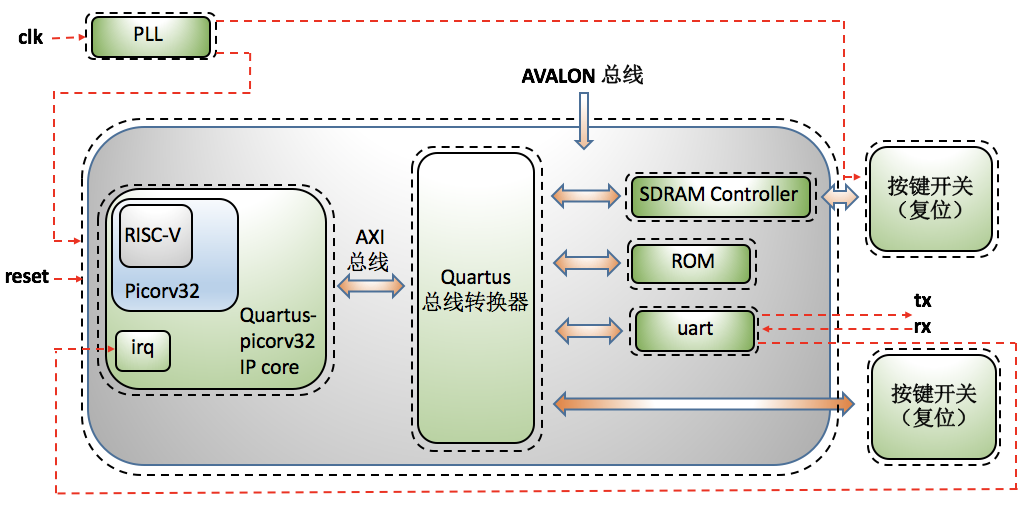 clk
PLL
AVALON 总线
SDRAM Controller
按键开关
（复位）
RISC-V
AXI
总线
ROM
Picorv32
Quartus
总线转换器
reset
Quartus-
picorv32
IP core
uart
tx
rx
irq
按键开关
（复位）